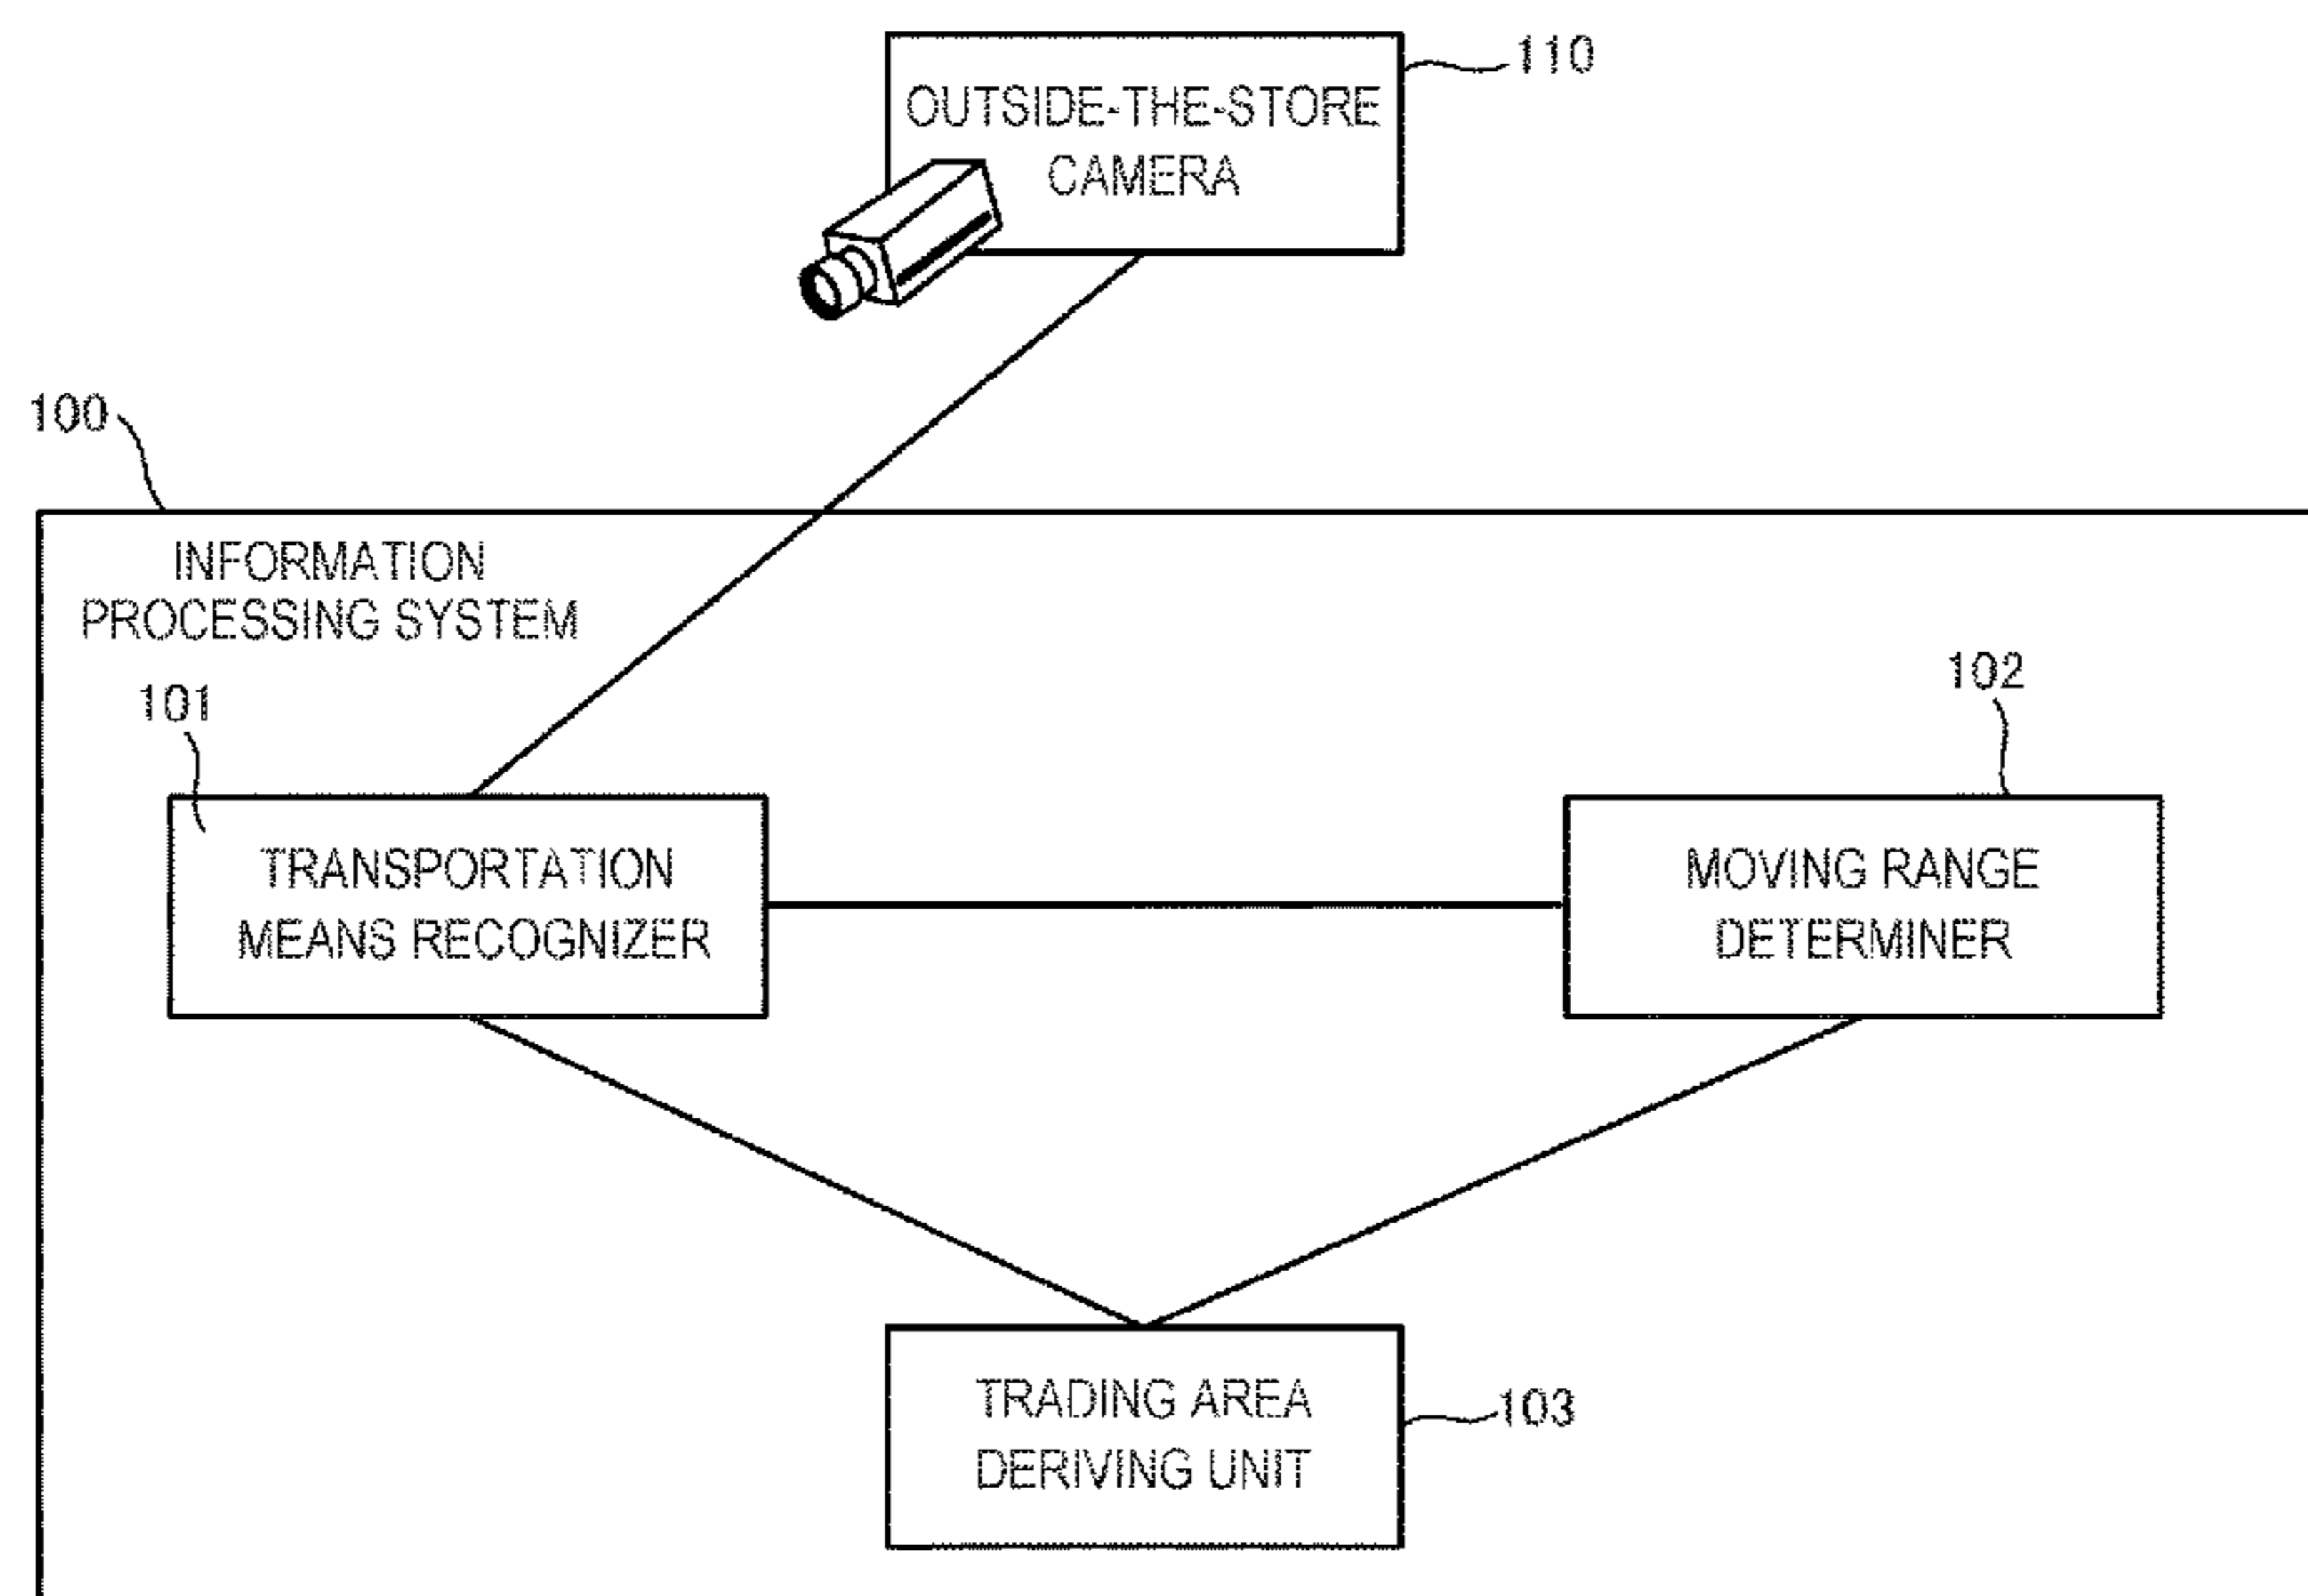 110
OUTSIDE-THE-STORE
CAMERA
100
INFORMATION
PROCESSING SYSTEM
101
102
TRANSPORTATION
MEANS RECOGNIZER
MOVING RANGE
DETERMINER
TRADING AREA
DERIVING UNIT
103